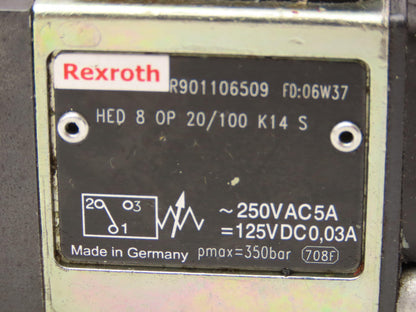 Rexroth R901106509 FD:06W37
HED 8 OP 20/100 K14 S
2 3 ~250VAC5A
1 =125VDC0,03A
Made in Germany pmax=350bar 708F